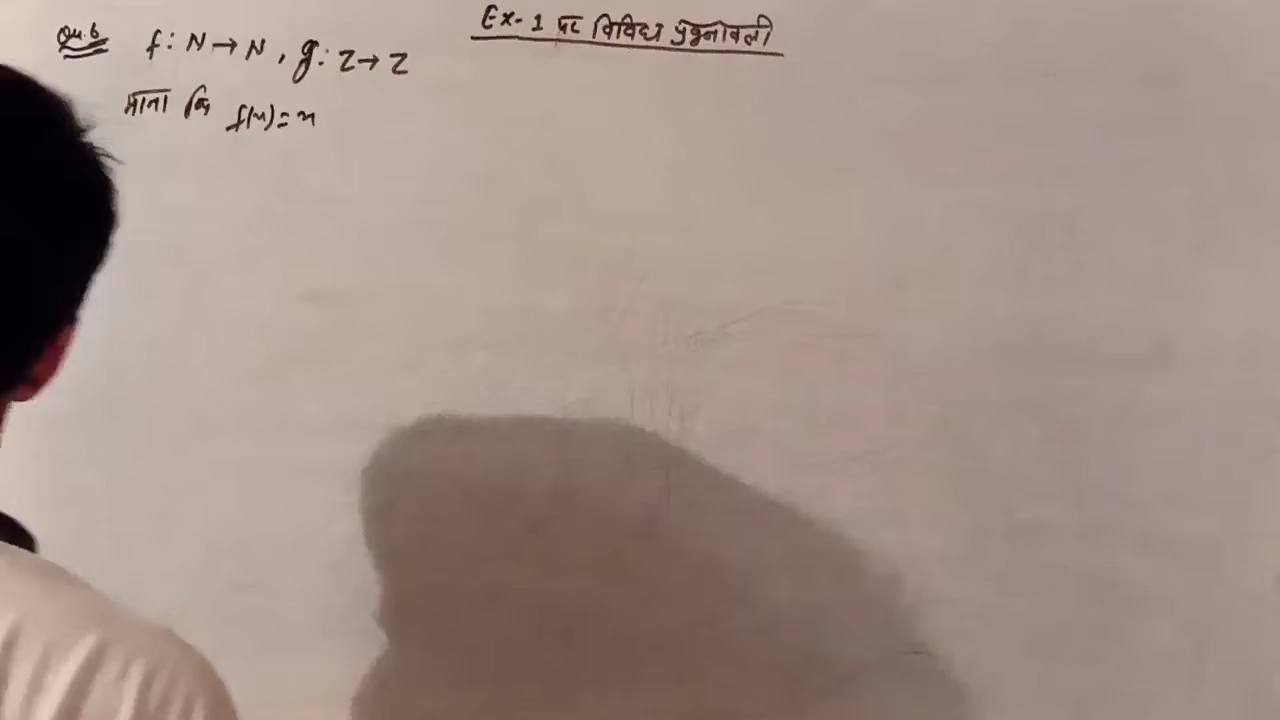 Ex-1 पर विविध प्रश्नावली
Qu.6 f: N→N, g: Z→Z
माना कि f(x)=x